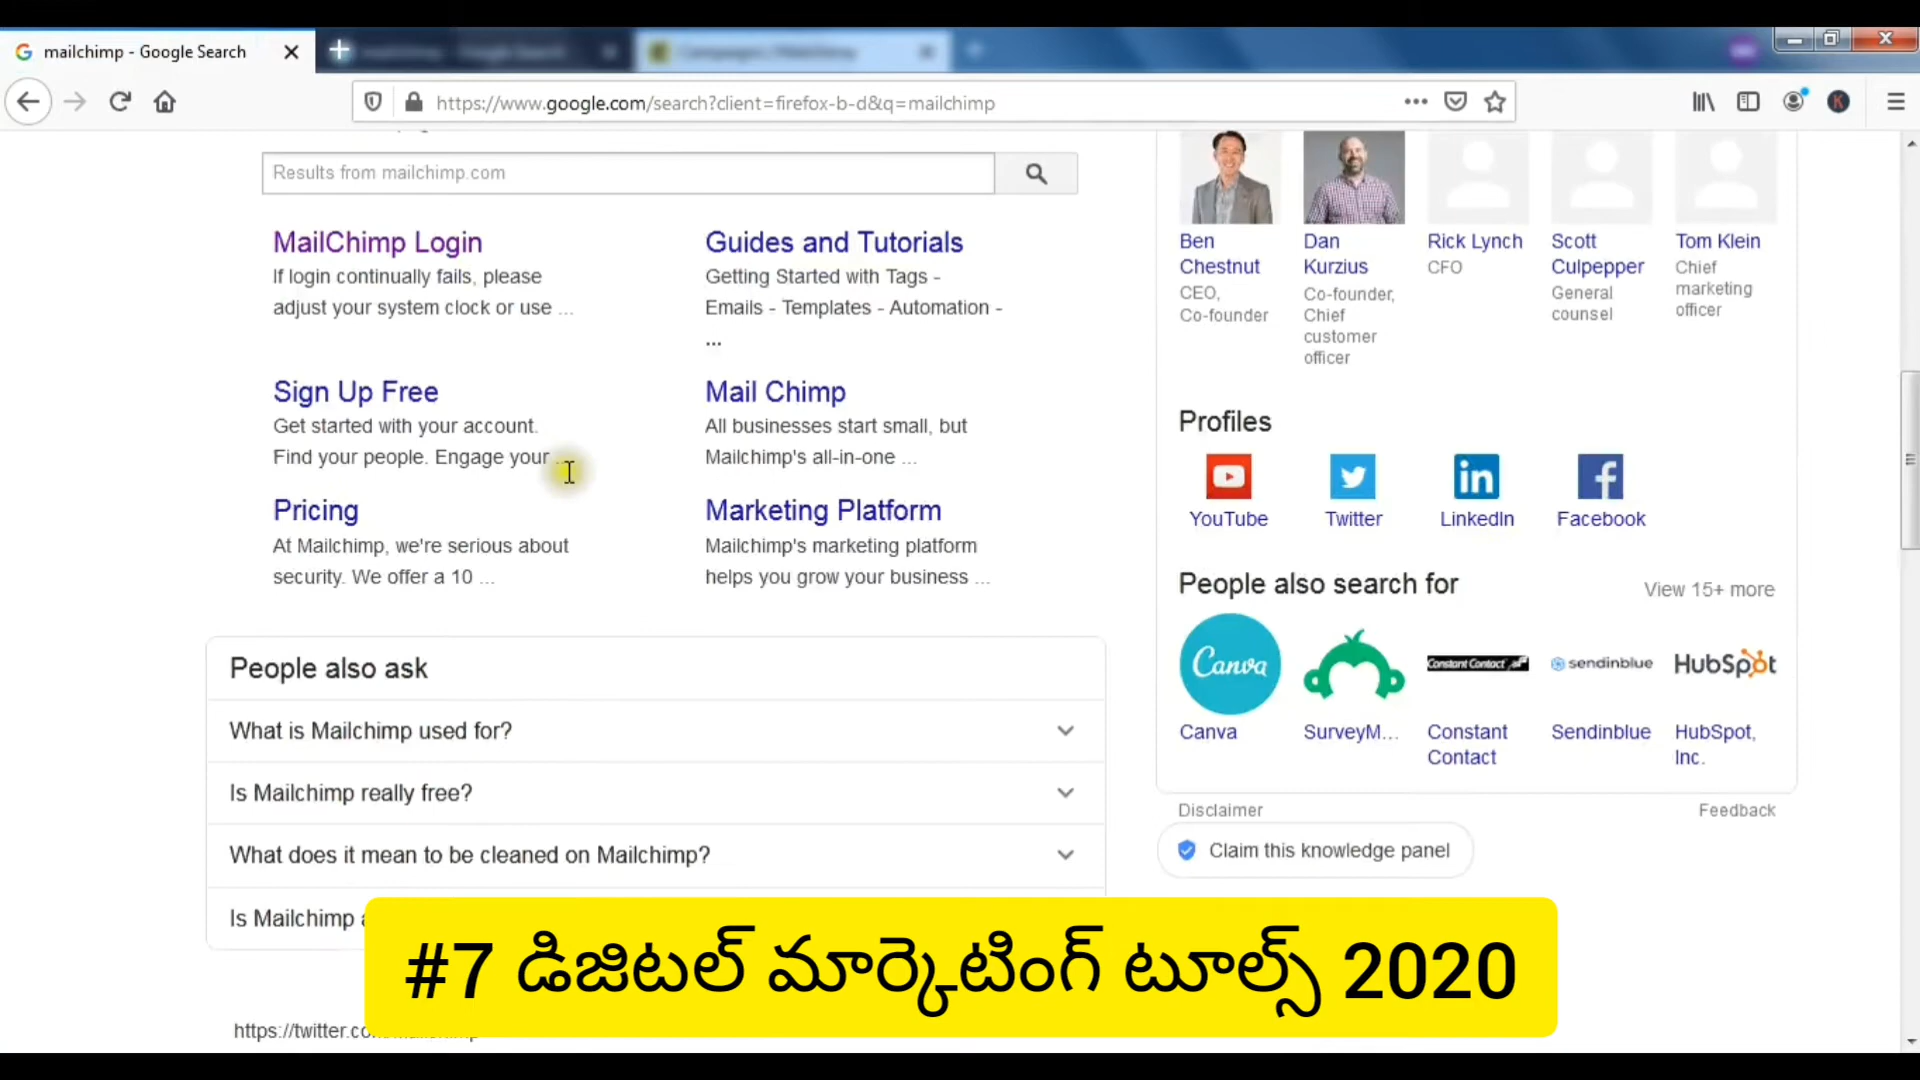 mailchimp - Google Search
https://www.google.com/search?client=firefox-b-d&q=mailchimp
Results from mailchimp.com
MailChimp Login
If login continually fails, please
adjust your system clock or use ...
Guides and Tutorials
Getting Started with Tags -
Emails - Templates - Automation -
...
Sign Up Free
Get started with your account.
Find your people. Engage your ...
Mail Chimp
All businesses start small, but
Mailchimp's all-in-one ...
Pricing
At Mailchimp, we're serious about
security. We offer a 10 ...
Marketing Platform
Mailchimp's marketing platform
helps you grow your business ...
People also ask
What is Mailchimp used for?
Is Mailchimp really free?
What does it mean to be cleaned on Mailchimp?
Is Mailchimp
https://twitter.co
Ben
Chestnut
CEO,
Co-founder
Dan
Kurzius
Co-founder,
Chief
customer
officer
Rick Lynch
CFO
Scott
Culpepper
General
counsel
Tom Klein
Chief
marketing
officer
Profiles
YouTube
Twitter
LinkedIn
Facebook
People also search for
View 15+ more
Canva
Constant Contact
sendinblue
HubSpot
Canva
SurveyM...
Constant
Contact
Sendinblue
HubSpot,
Inc.
Disclaimer
Feedback
Claim this knowledge panel
#7 డిజిటల్ మార్కెటింగ్ టూల్స్ 2020